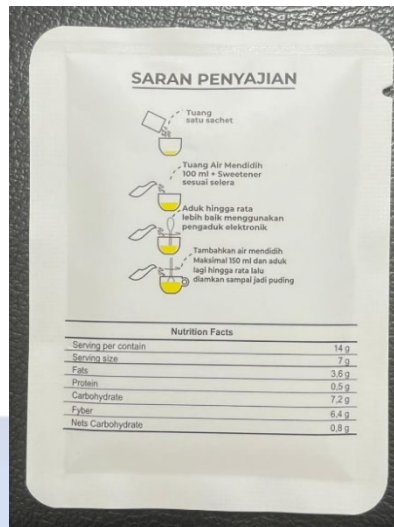 SARAN PENYAJIAN
Tuang
satu sachet
Tuang Air Mendidih
100 ml + Sweetener
sesuai selera
Aduk hingga rata
lebih baik menggunakan
pengaduk elektronik
Tambahkan air mendidih
Maksimal 150 ml dan aduk
lagi hingga rata lalu
diamkan sampai jadi puding
Nutrition Facts
Serving per contain 14 g
Serving size 7 g
Fats 3,6 g
Protein 0,5 g
Carbohydrate 7,2 g
Fyber 6,4 g
Nets Carbohydrate 0,8 g